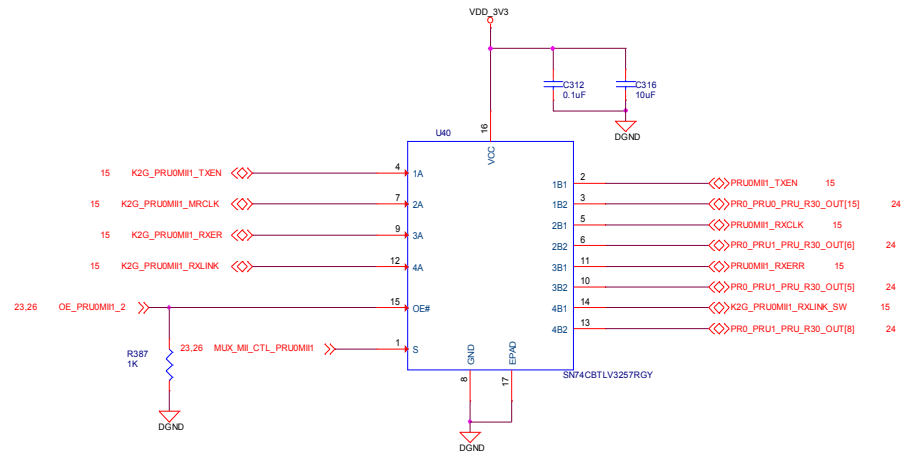 VDD_3V3
C312
0.1uF
C316
10uF
DGND
U40
16
VCC
15 K2G_PRU0MII1_TXEN 4 1A
15 K2G_PRU0MII1_MRCLK 7 2A
15 K2G_PRU0MII1_RXER 9 3A
15 K2G_PRU0MII1_RXLINK 12 4A
23,26 OE_PRU0MII1_2 15 OE#
23,26 MUX_MII_CTL_PRU0MII1 1 S
1B1 2 PRU0MII1_TXEN 15
1B2 3 PR0_PRU0_PRU_R30_OUT[15] 24
2B1 5 PRU0MII1_RXCLK 15
2B2 6 PR0_PRU1_PRU_R30_OUT[6] 24
3B1 11 PRU0MII1_RXERR 15
3B2 10 PR0_PRU1_PRU_R30_OUT[5] 24
4B1 14 K2G_PRU0MII1_RXLINK_SW 15
4B2 13 PR0_PRU1_PRU_R30_OUT[8] 24
R387
1K
DGND
GND
EPAD
8
17
SN74CBTLV3257RGY
DGND